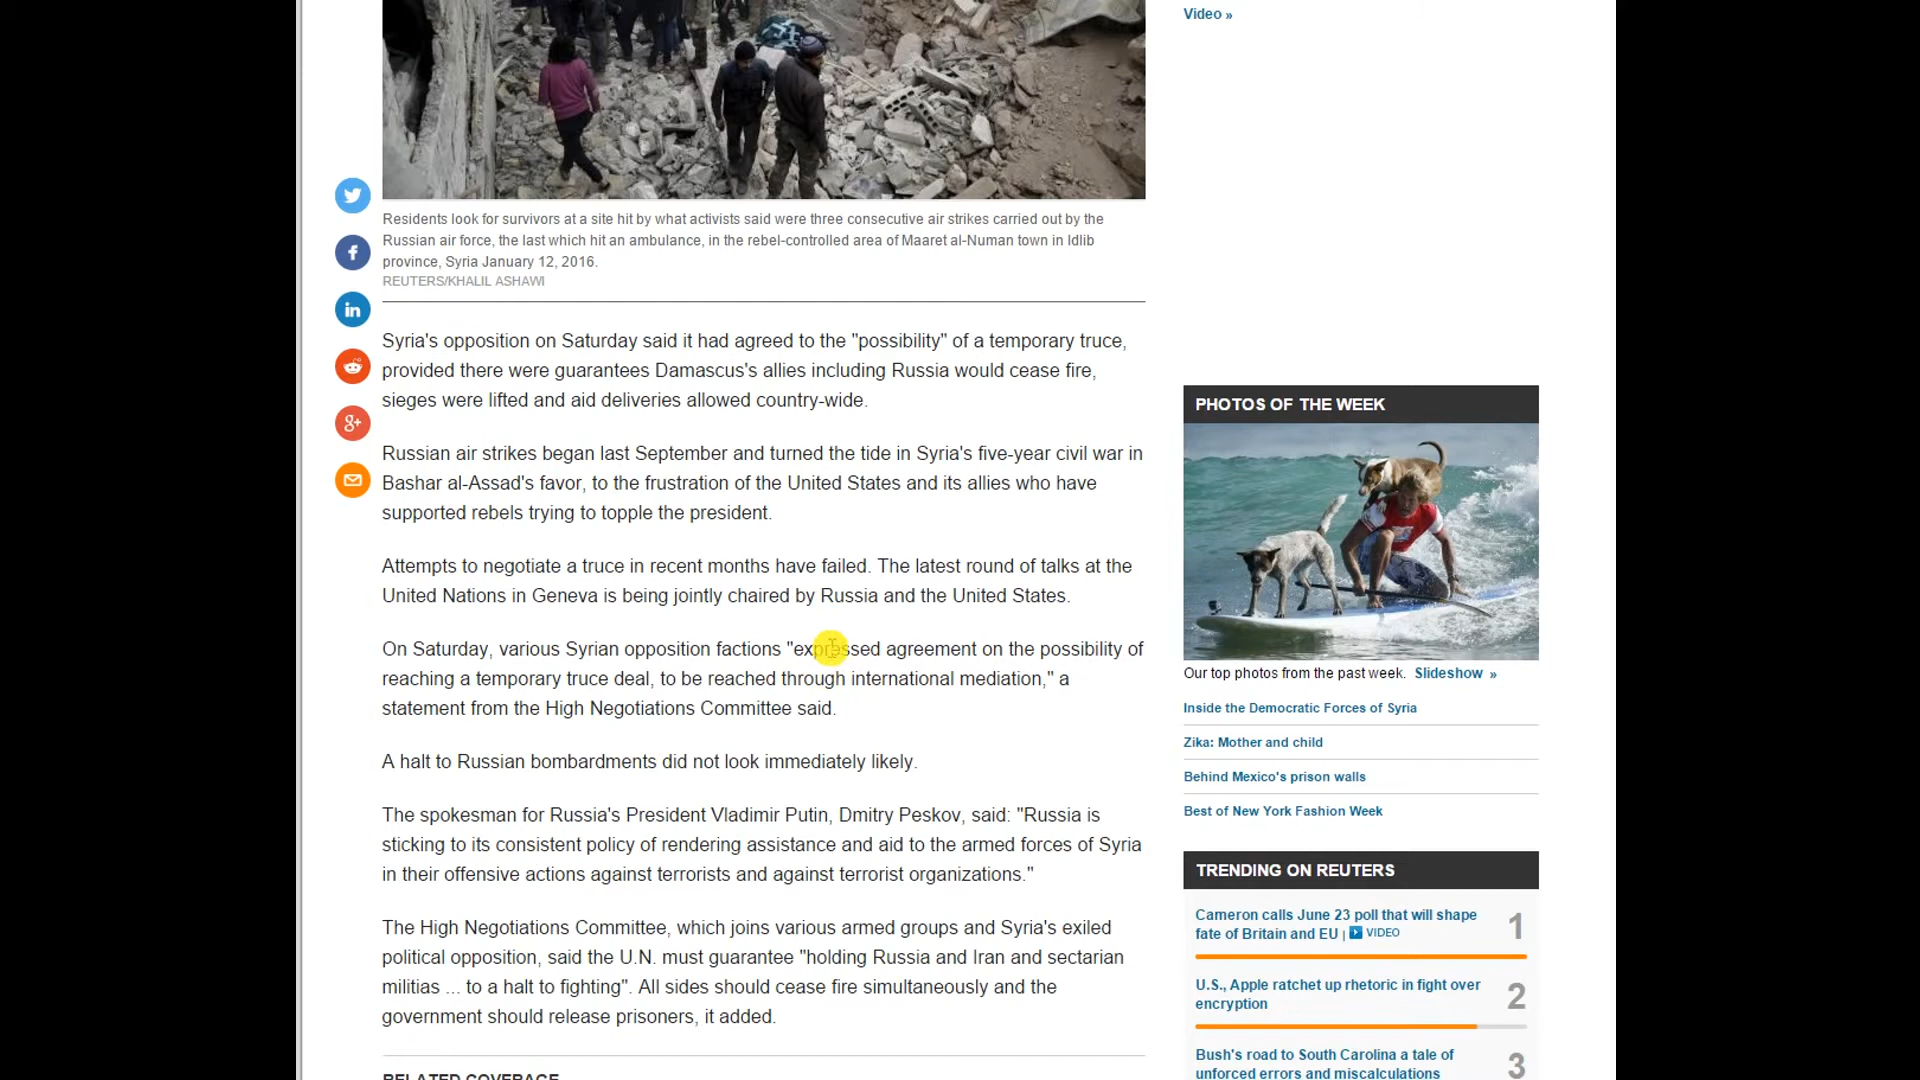 Video »
Residents look for survivors at a site hit by what activists said were three consecutive air strikes carried out by the
Russian air force, the last which hit an ambulance, in the rebel-controlled area of Maaret al-Numan town in Idlib
province, Syria January 12, 2016.
REUTERS/KHALIL ASHAWI
Syria's opposition on Saturday said it had agreed to the "possibility" of a temporary truce,
provided there were guarantees Damascus's allies including Russia would cease fire,
sieges were lifted and aid deliveries allowed country-wide.
Russian air strikes began last September and turned the tide in Syria's five-year civil war in
Bashar al-Assad's favor, to the frustration of the United States and its allies who have
supported rebels trying to topple the president.
Attempts to negotiate a truce in recent months have failed. The latest round of talks at the
United Nations in Geneva is being jointly chaired by Russia and the United States.
On Saturday, various Syrian opposition factions "expressed agreement on the possibility of
reaching a temporary truce deal, to be reached through international mediation," a
statement from the High Negotiations Committee said.
A halt to Russian bombardments did not look immediately likely.
The spokesman for Russia's President Vladimir Putin, Dmitry Peskov, said: "Russia is
sticking to its consistent policy of rendering assistance and aid to the armed forces of Syria
in their offensive actions against terrorists and against terrorist organizations."
The High Negotiations Committee, which joins various armed groups and Syria's exiled
political opposition, said the U.N. must guarantee "holding Russia and Iran and sectarian
militias ... to a halt to fighting". All sides should cease fire simultaneously and the
government should release prisoners, it added.
RELATED COVERAGE
PHOTOS OF THE WEEK
Our top photos from the past week. Slideshow »
Inside the Democratic Forces of Syria
Zika: Mother and child
Behind Mexico's prison walls
Best of New York Fashion Week
TRENDING ON REUTERS
Cameron calls June 23 poll that will shape
fate of Britain and EU | VIDEO
1
U.S., Apple ratchet up rhetoric in fight over
encryption
2
Bush's road to South Carolina a tale of
unforced errors and miscalculations
3